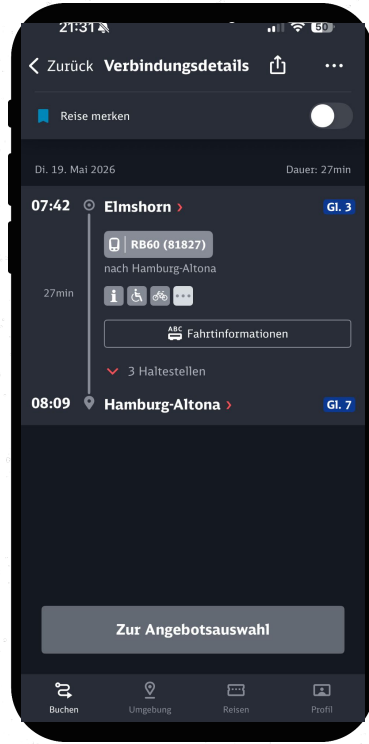 21:31
50
Zurück Verbindungsdetails
Reise merken
Di. 19. Mai 2026 Dauer: 27min
07:42 Elmshorn Gl. 3
RB60 (81827)
nach Hamburg-Altona
27min
ABC Fahrtinformationen
3 Haltestellen
08:09 Hamburg-Altona Gl. 7
Zur Angebotsauswahl
Buchen Umgebung Reisen Profil